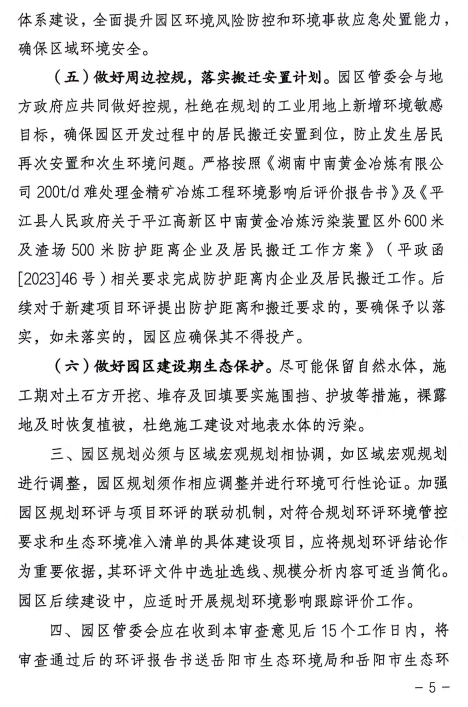 体系建设，全面提升园区环境风险防控和环境事故应急处置能力，
确保区域环境安全。
（五）做好周边控规，落实搬迁安置计划。园区管委会与地
方政府应共同做好控规，杜绝在规划的工业用地上新增环境敏感
目标，确保园区开发过程中的居民搬迁安置到位，防止发生居民
再次安置和次生环境问题。严格按照《湖南中南黄金冶炼有限公
司 200t/d 难处理金精矿冶炼工程环境影响后评价报告书》及《平
江县人民政府关于平江高新区中南黄金冶炼污染装置区外 600 米
及渣场 500 米防护距离企业及居民搬迁工作方案》（平政函
[2023]46 号）相关要求完成防护距离内企业及居民搬迁工作。后
续对于新建项目环评提出防护距离和搬迁要求的，要确保予以落
实，如未落实的，园区应确保其不得投产。
（六）做好园区建设期生态保护。尽可能保留自然水体，施
工期对土石方开挖、堆存及回填要实施围挡、护坡等措施，裸露
地及时恢复植被，杜绝施工建设对地表水体的污染。
三、园区规划必须与区域宏观规划相协调，如区域宏观规划
进行调整，园区规划须作相应调整并进行环境可行性论证。加强
园区规划环评与项目环评的联动机制，对符合规划环评环境管控
要求和生态环境准入清单的具体建设项目，应将规划环评结论作
为重要依据，其环评文件中选址选线、规模分析内容可适当简化。
园区后续建设中，应适时开展规划环境影响跟踪评价工作。
四、园区管委会应在收到本审查意见后 15 个工作日内，将
审查通过后的环评报告书送岳阳市生态环境局和岳阳市生态环
- 5 -